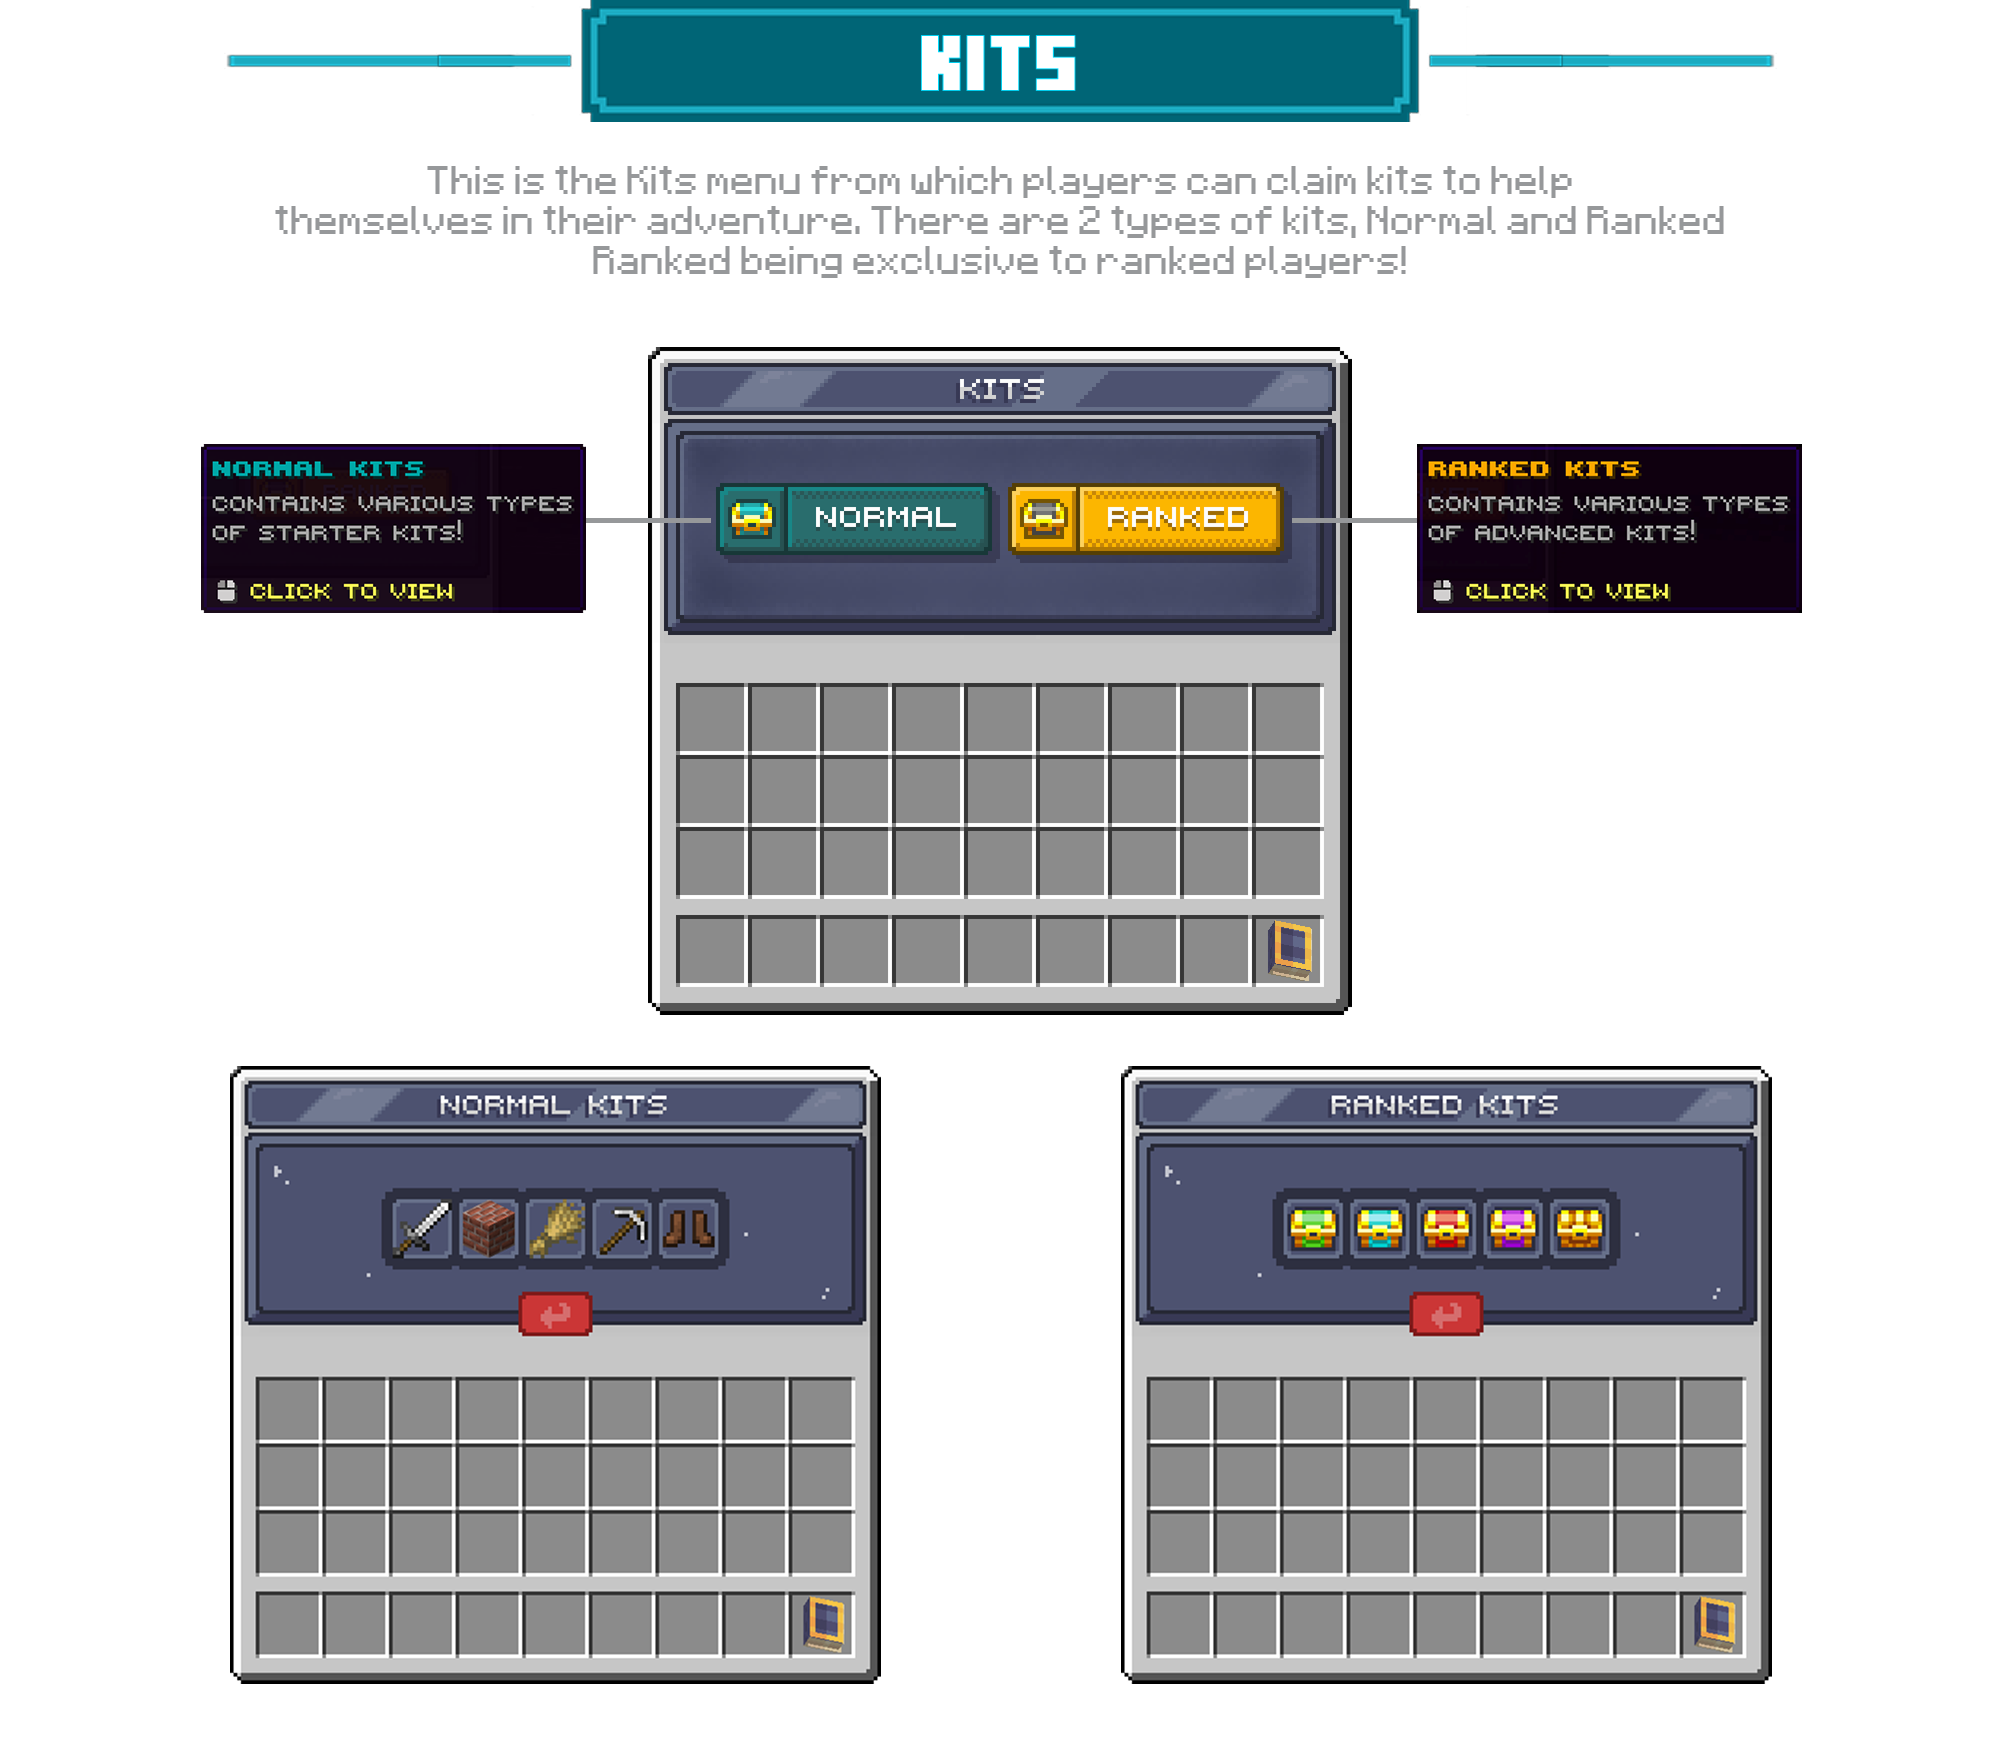 KITS
This is the Kits menu from which players can claim kits to help
themselves in their adventure. There are 2 types of kits, Normal and Ranked
Ranked being exclusive to ranked players!
KITS
NORMAL KITS
CONTAINS VARIOUS TYPES
OF STARTER KITS!
CLICK TO VIEW
NORMAL
RANKED
RANKED KITS
CONTAINS VARIOUS TYPES
OF ADVANCED KITS!
CLICK TO VIEW
NORMAL KITS
RANKED KITS